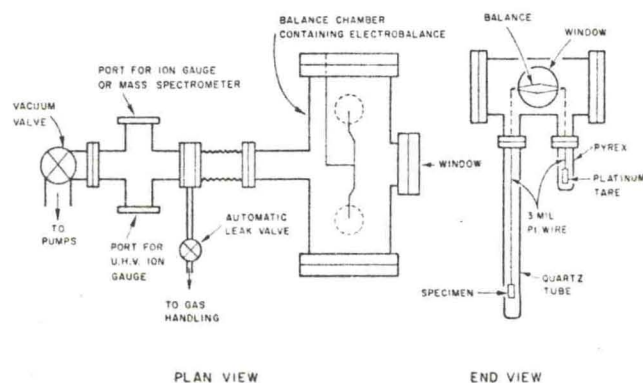 BALANCE CHAMBER
CONTAINING ELECTROBALANCE
PORT FOR ION GAUGE
OR MASS SPECTROMETER
VACUUM
VALVE
WINDOW
TO
PUMPS
PORT FOR
U.H.V. ION
GAUGE
AUTOMATIC
LEAK VALVE
TO GAS
HANDLING
PLAN VIEW
BALANCE
WINDOW
PYREX
PLATINUM
TARE
3 MIL
Pt. WIRE
QUARTZ
TUBE
SPECIMEN
END VIEW